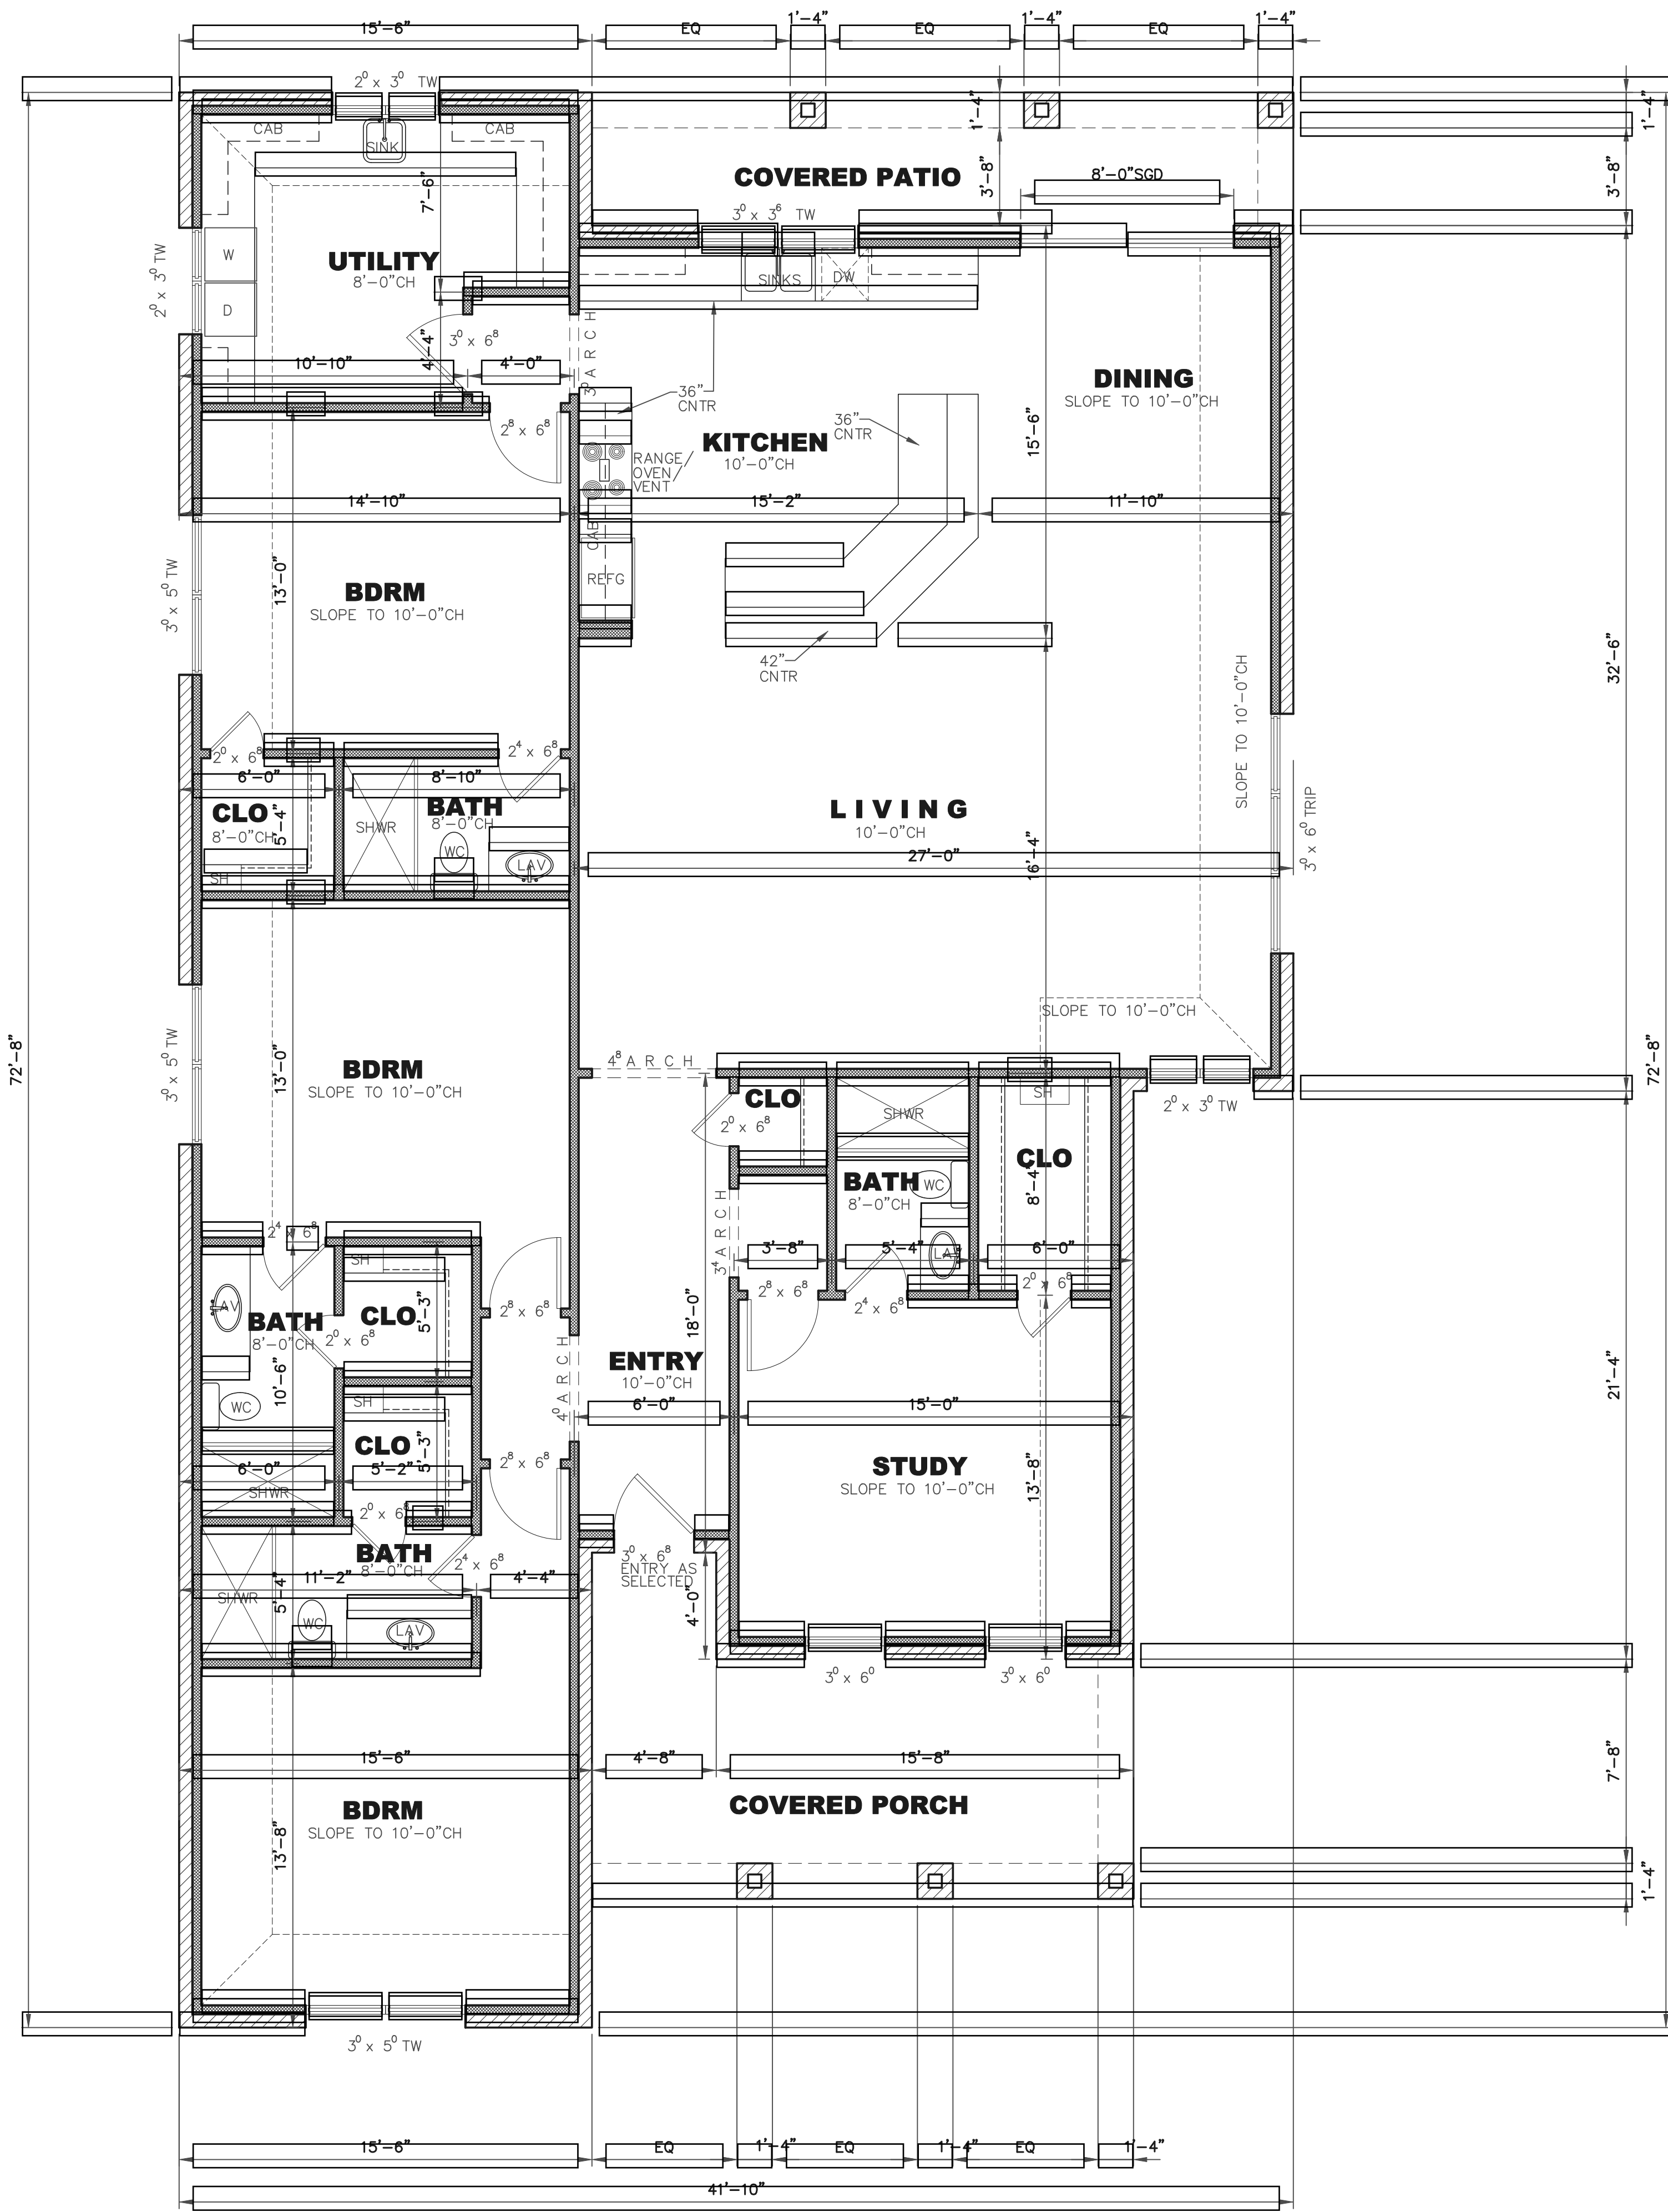 15'-6" EQ 1'-4" EQ 1'-4" EQ 1'-4"
2⁰ x 3⁰ TW
CAB SINK CAB
1'-4"
1'-4"
COVERED PATIO
3'-8"
8'-0"SGD
3'-8"
7'-6"
3⁰ x 3⁶ TW
2⁰ x 3⁰ TW
W
UTILITY
8'-0"CH
SINKS DW
D
3⁰ x 6⁸
4'-4"
3⁰ ARCH
10'-10" 4'-0"
DINING
SLOPE TO 10'-0"CH
36"
CNTR
36"
CNTR
2⁸ x 6⁸
KITCHEN
10'-0"CH
15'-6"
RANGE/
OVEN/
VENT
14'-10" 15'-2" 11'-10"
CAB
REFG
3⁰ x 5⁰ TW
13'-0"
BDRM
SLOPE TO 10'-0"CH
42"
CNTR
32'-6"
SLOPE TO 10'-0"CH
2⁰ x 6⁸
2⁴ x 6⁸
6'-0" 8'-10"
CLO
8'-0"CH
5'-4"
BATH
8'-0"CH
SHWR
WC
LAV
SH
LIVING
10'-0"CH
27'-0"
16'-4"
3⁰ x 6⁰ TRIP
SLOPE TO 10'-0"CH
72'-8"
72'-8"
3⁰ x 5⁰ TW
13'-0"
BDRM
SLOPE TO 10'-0"CH
4⁸ ARCH
CLO
2⁰ x 6⁸
SHWR
SH
2⁰ x 3⁰ TW
CLO
8'-4"
BATH
8'-0"CH
WC
3⁴ ARCH
LAV
3'-8" 5'-4" 6'-0"
2⁸ x 6⁸
2⁴ x 6⁸
2⁰ x 6⁸
2⁴ x 6⁸
SH
LAV
BATH
8'-0"CH
CLO
5'-3"
2⁰ x 6⁸
2⁸ x 6⁸
18'-0"
10'-6"
WC
SH
4⁰ ARCH
ENTRY
10'-0"CH
6'-0" 15'-0"
21'-4"
CLO
5'-3"
2⁸ x 6⁸
6'-0" 5'-2"
SHWR
STUDY
SLOPE TO 10'-0"CH
13'-8"
2⁰ x 6⁸
BATH
8'-0"CH
2⁴ x 6⁸
3⁰ x 6⁸
ENTRY AS
SELECTED
11'-2" 4'-4"
5'-4"
SHWR
WC
LAV
4'-0"
3⁰ x 6⁰
3⁰ x 6⁰
15'-6" 4'-8" 15'-8"
7'-8"
BDRM
SLOPE TO 10'-0"CH
13'-8"
COVERED PORCH
1'-4"
3⁰ x 5⁰ TW
15'-6" EQ 1'-4" EQ 1'-4" EQ 1'-4"
41'-10"